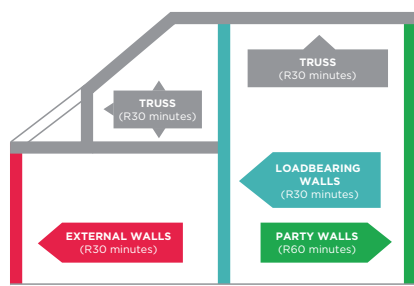 TRUSS
(R30 minutes)
TRUSS
(R30 minutes)
LOADBEARING
WALLS
(R30 minutes)
EXTERNAL WALLS
(R30 minutes)
PARTY WALLS
(R60 minutes)